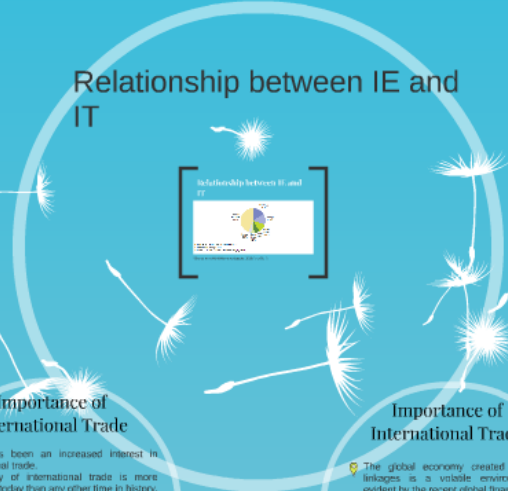 Relationship between IE and
IT
Relationship between IE and
IT
Importance of
International Trade
s been an increased interest in
al trade.
y of international trade is more
today than any other time in history.
Importance of
International Trad
The global economy created
linkages is a volatile enviro
evident by the recent global finan